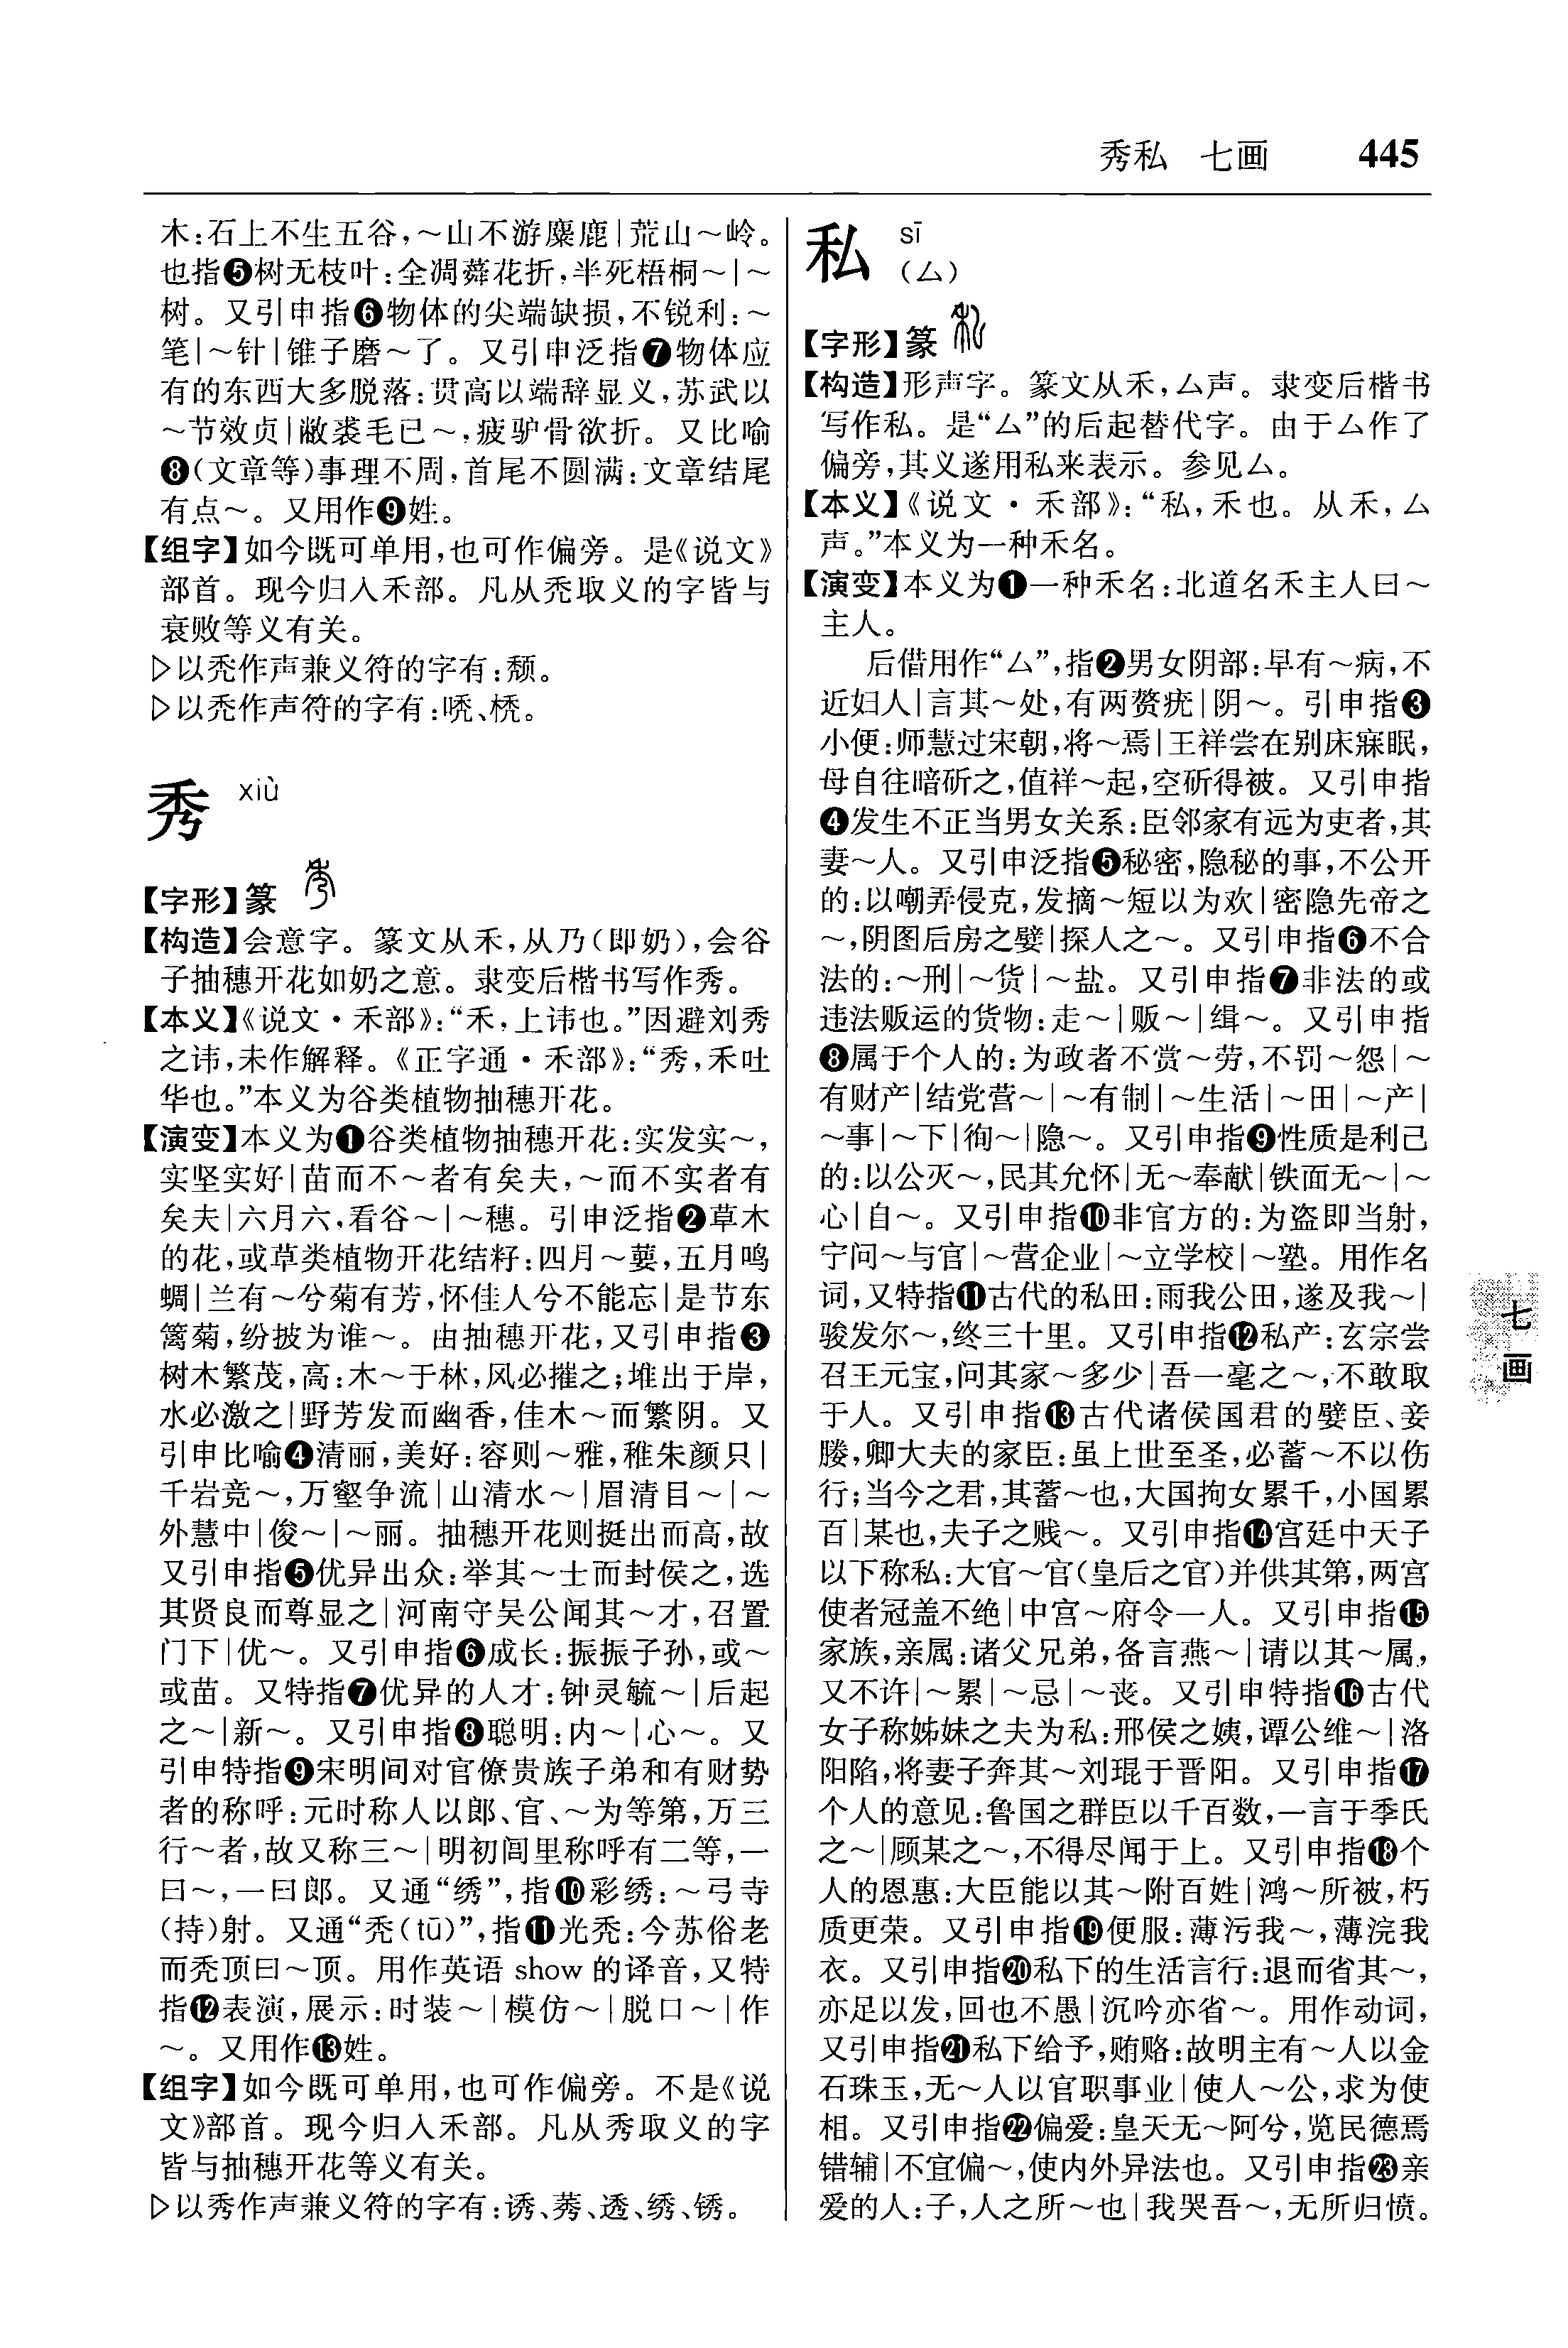 秀私 七画 445
木:石上不生五谷,～山不游麋鹿|荒山～岭。
也指❺树无枝叶:全凋蕣花折,半死梧桐～|～
树。又引申指❻物体的尖端缺损,不锐利:～
笔|～针|锥子磨～了。又引申泛指❼物体应
有的东西大多脱落:贯高以端辞显义,苏武以
～节效贞|敝裘毛已～,疲驴骨欲折。又比喻
❽(文章等)事理不周,首尾不圆满:文章结尾
有点～。又用作❾姓。
【组字】如今既可单用,也可作偏旁。是《说文》
部首。现今归入禾部。凡从秃取义的字皆与
衰败等义有关。
▷以秃作声兼义符的字有:颓。
▷以秃作声符的字有:唀、㭸。
秀 xiù
【字形】篆
【构造】会意字。篆文从禾,从乃(即奶),会谷
子抽穗开花如奶之意。隶变后楷书写作秀。
【本义】《说文·禾部》:“禾,上讳也。”因避刘秀
之讳,未作解释。《正字通·禾部》:“秀,禾吐
华也。”本义为谷类植物抽穗开花。
【演变】本义为❶谷类植物抽穗开花:实发实～,
实坚实好|苗而不～者有矣夫,～而不实者有
矣夫|六月六,看谷～|～穗。引申泛指❷草木
的花,或草类植物开花结籽:四月～葽,五月鸣
蜩|兰有～兮菊有芳,怀佳人兮不能忘|是节东
篱菊,纷披为谁～。由抽穗开花,又引申指❸
树木繁茂,高:木～于林,风必摧之;堆出于岸,
水必激之|野芳发而幽香,佳木～而繁阴。又
引申比喻❹清丽,美好:容则～雅,稚朱颜只|
千岩竞～,万壑争流|山清水～|眉清目～|～
外慧中|俊～|～丽。抽穗开花则挺出而高,故
又引申指❺优异出众:举其～士而封侯之,选
其贤良而尊显之|河南守吴公闻其～才,召置
门下|优～。又引申指❻成长:振振子孙,或～
或苗。又特指❼优异的人才:钟灵毓～|后起
之～|新～。又引申指❽聪明:内～|心～。又
引申特指❾宋明间对官僚贵族子弟和有财势
者的称呼:元时称人以郎、官、～为等第,万三
行～者,故又称三～|明初闾里称呼有二等,一
曰～,一曰郎。又通“绣”,指❿彩绣:～弓寺
(持)射。又通“秃(tū)”,指⓫光秃:今苏俗老
而秃顶曰～顶。用作英语 show 的译音,又特
指⓬表演,展示:时装～|模仿～|脱口～|作
～。又用作⓭姓。
【组字】如今既可单用,也可作偏旁。不是《说
文》部首。现今归入禾部。凡从秀取义的字
皆与抽穗开花等义有关。
▷以秀作声兼义符的字有:诱、莠、透、绣、锈。
私 sī
(厶)
【字形】篆
【构造】形声字。篆文从禾,厶声。隶变后楷书
写作私。是“厶”的后起替代字。由于厶作了
偏旁,其义遂用私来表示。参见厶。
【本义】《说文·禾部》:“私,禾也。从禾,厶
声。”本义为一种禾名。
【演变】本义为❶一种禾名:北道名禾主人曰～
主人。
后借用作“厶”,指❷男女阴部:早有～病,不
近妇人|言其～处,有两赘疣|阴～。引申指❸
小便:师慧过宋朝,将～焉|王祥尝在别床寐眠,
母自往暗斫之,值祥～起,空斫得被。又引申指
❹发生不正当男女关系:臣邻家有远为吏者,其
妻～人。又引申泛指❺秘密,隐秘的事,不公开
的:以嘲弄侵克,发摘～短以为欢|密隐先帝之
～,阴图后房之嬖|探人之～。又引申指❻不合
法的:～刑|～货|～盐。又引申指❼非法的或
违法贩运的货物:走～|贩～|缉～。又引申指
❽属于个人的:为政者不赏～劳,不罚～怨|～
有财产|结党营～|～有制|～生活|～田|～产|
～事|～下|徇～|隐～。又引申指❾性质是利己
的:以公灭～,民其允怀|无～奉献|铁面无～|～
心|自～。又引申指❿非官方的:为盗即当射,
宁问～与官|～营企业|～立学校|～塾。用作名
词,又特指⓫古代的私田:雨我公田,遂及我～|
骏发尔～,终三十里。又引申指⓬私产:玄宗尝
召王元宝,问其家～多少|吾一毫之～,不敢取
于人。又引申指⓭古代诸侯国君的嬖臣、妾
媵,卿大夫的家臣:虽上世至圣,必蓄～不以伤
行;当今之君,其蓄～也,大国拘女累千,小国累
百|某也,夫子之贱～。又引申指⓮宫廷中天子
以下称私:大官～官(皇后之官)并供其第,两宫
使者冠盖不绝|中宫～府令一人。又引申指⓯
家族,亲属:诸父兄弟,备言燕～|请以其～属,
又不许|～累|～忌|～丧。又引申特指⓰古代
女子称姊妹之夫为私:邢侯之姨,谭公维～|洛
阳陷,将妻子奔其～刘琨于晋阳。又引申指⓱
个人的意见:鲁国之群臣以千百数,一言于季氏
之～|顾某之～,不得尽闻于上。又引申指⓲个
人的恩惠:大臣能以其～附百姓|鸿～所被,朽
质更荣。又引申指⓳便服:薄污我～,薄浣我
衣。又引申指⓴私下的生活言行:退而省其～,
亦足以发,回也不愚|沉吟亦省～。用作动词,
又引申指㉑私下给予,贿赂:故明主有～人以金
石珠玉,无～人以官职事业|使人～公,求为使
相。又引申指㉒偏爱:皇天无～阿兮,览民德焉
错辅|不宜偏～,使内外异法也。又引申指㉓亲
爱的人:子,人之所～也|我哭吾～,无所归愤。
七画